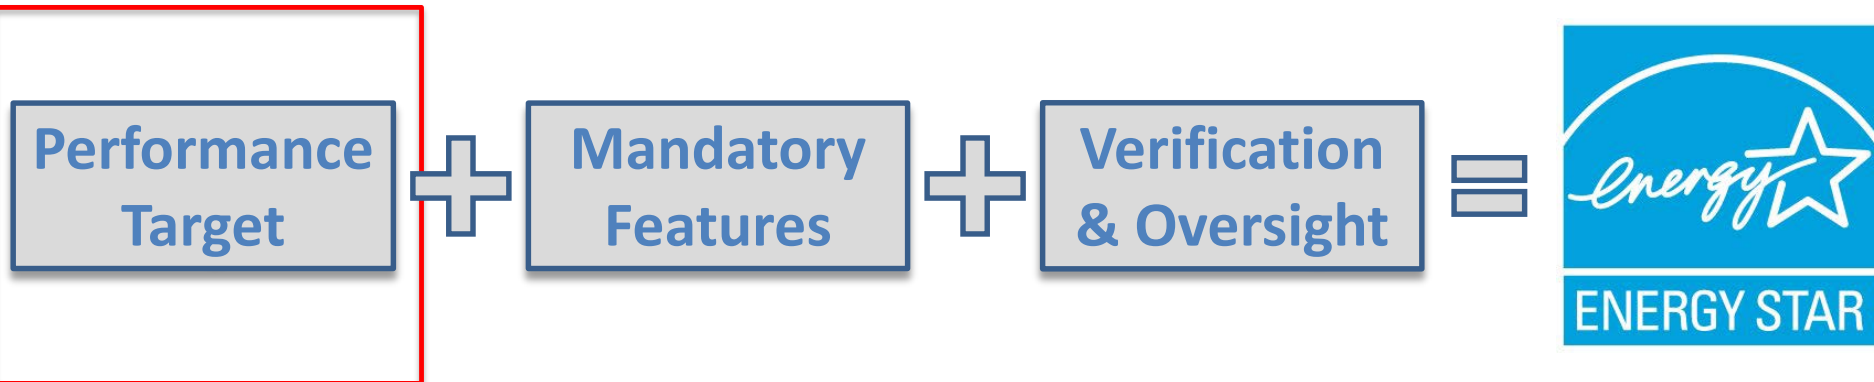 Performance
Target
Mandatory
Features
Verification
& Oversight
energy
ENERGY STAR